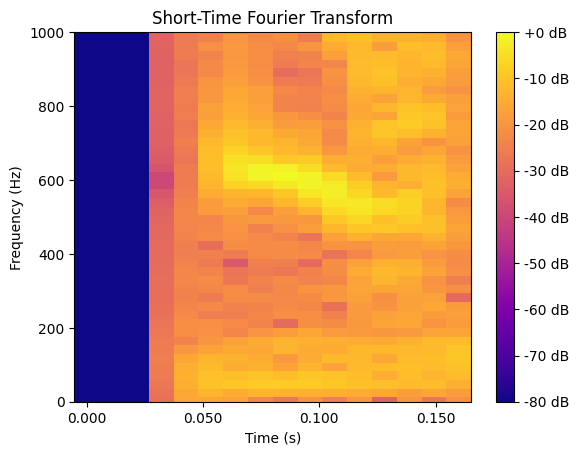 Short-Time Fourier Transform
1000
800
600
400
200
0
Frequency (Hz)
0.000
0.050
0.100
0.150
Time (s)
+0 dB
-10 dB
-20 dB
-30 dB
-40 dB
-50 dB
-60 dB
-70 dB
-80 dB